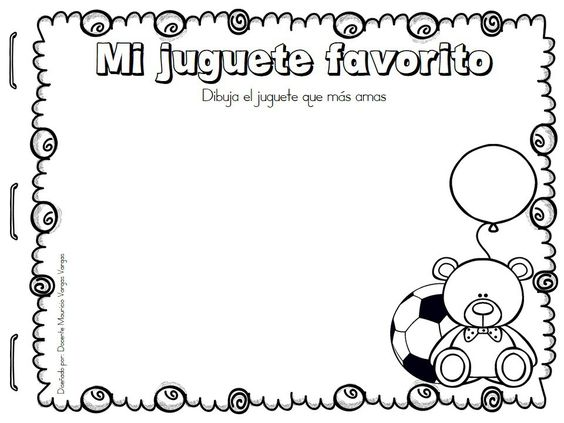 Mi juguete favorito
Dibuja el juguete que más amas
Diseñado por: Docente Mauricio Vargas Vargas